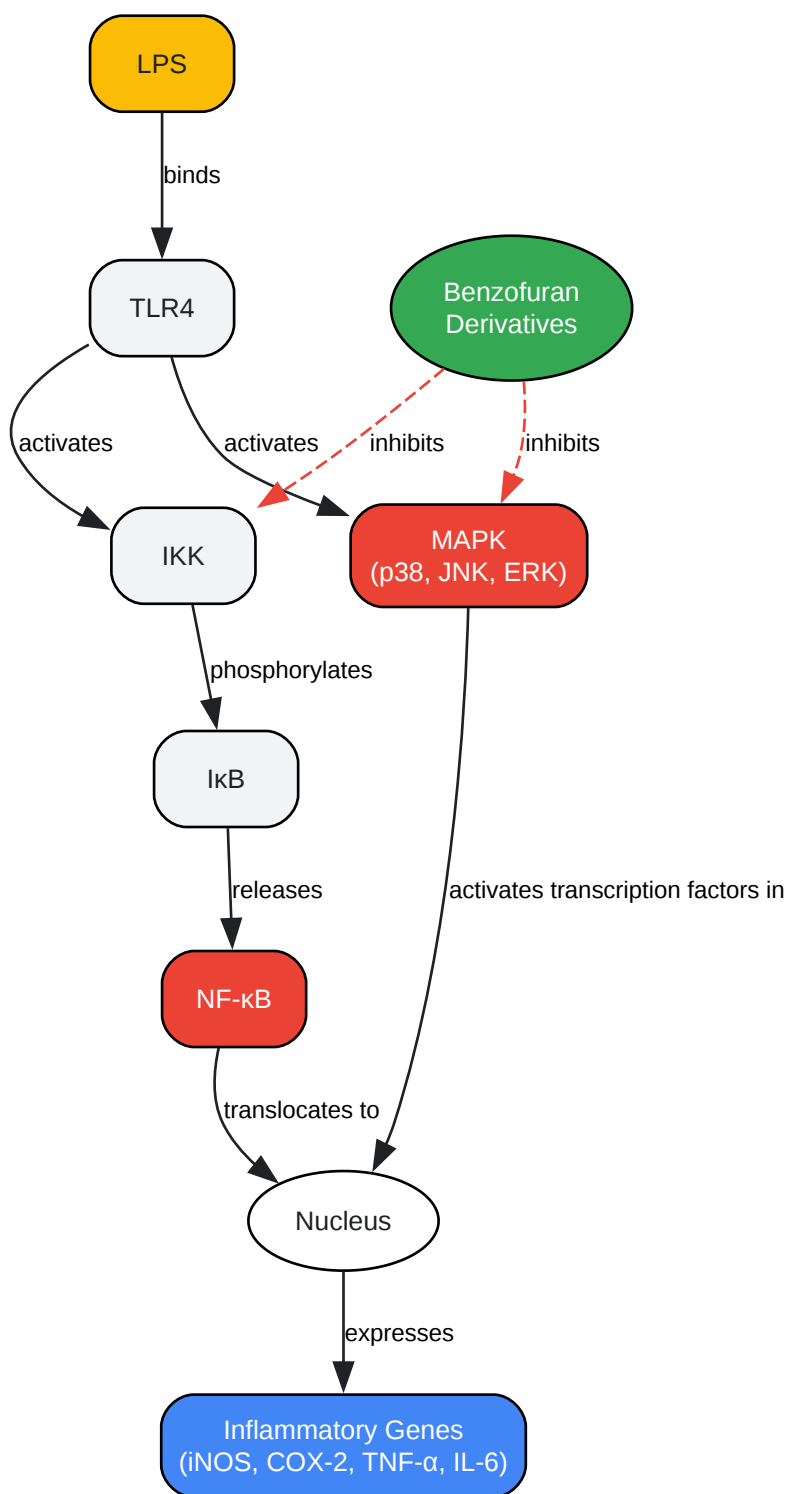 LPS
binds
TLR4
Benzofuran
Derivatives
activates
activates
inhibits
inhibits
IKK
MAPK
(p38, JNK, ERK)
phosphorylates
IκB
releases
activates transcription factors in
NF-κB
translocates to
Nucleus
expresses
Inflammatory Genes
(iNOS, COX-2, TNF-α, IL-6)